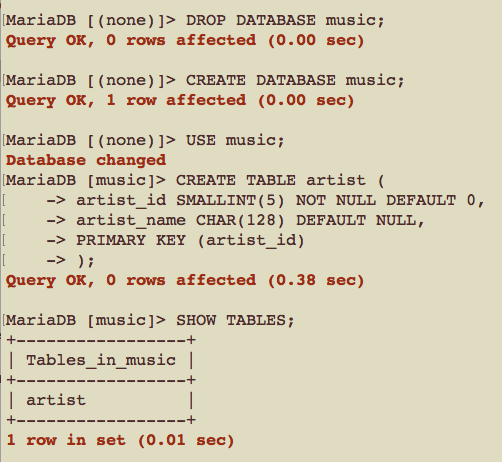 MariaDB [(none)]> DROP DATABASE music;
Query OK, 0 rows affected (0.00 sec)
MariaDB [(none)]> CREATE DATABASE music;
Query OK, 1 row affected (0.00 sec)
MariaDB [(none)]> USE music;
Database changed
MariaDB [music]> CREATE TABLE artist (
    -> artist_id SMALLINT(5) NOT NULL DEFAULT 0,
    -> artist_name CHAR(128) DEFAULT NULL,
    -> PRIMARY KEY (artist_id)
    -> );
Query OK, 0 rows affected (0.38 sec)
MariaDB [music]> SHOW TABLES;
+-----------------+
| Tables_in_music |
+-----------------+
| artist          |
+-----------------+
1 row in set (0.01 sec)